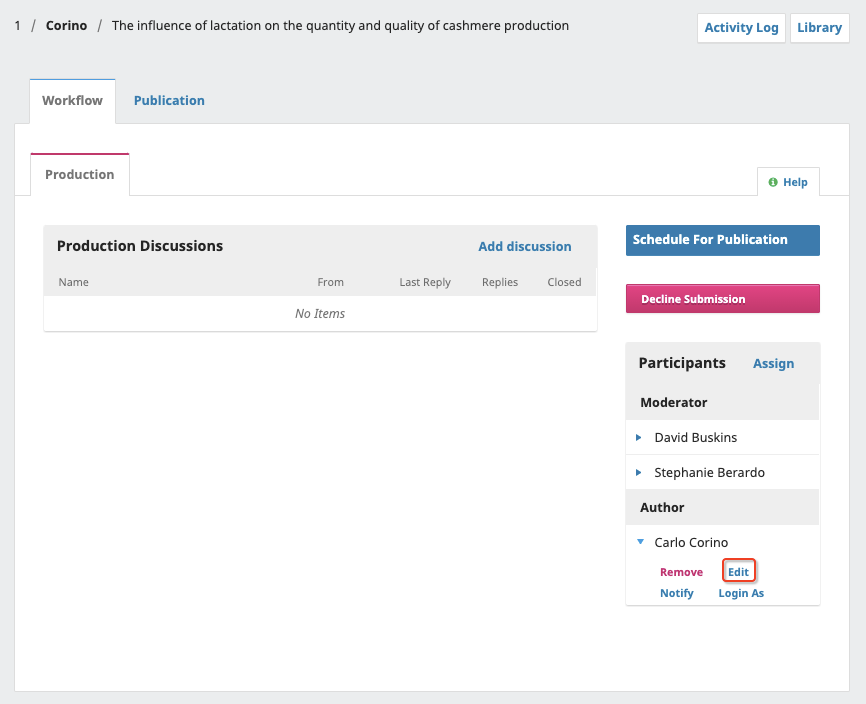 1 / Corino / The influence of lactation on the quantity and quality of cashmere production
Activity Log
Library
Workflow
Publication
Production
Help
Production Discussions
Add discussion
Name From Last Reply Replies Closed
No Items
Schedule For Publication
Decline Submission
Participants
Assign
Moderator
David Buskins
Stephanie Berardo
Author
Carlo Corino
Remove Edit
Notify Login As